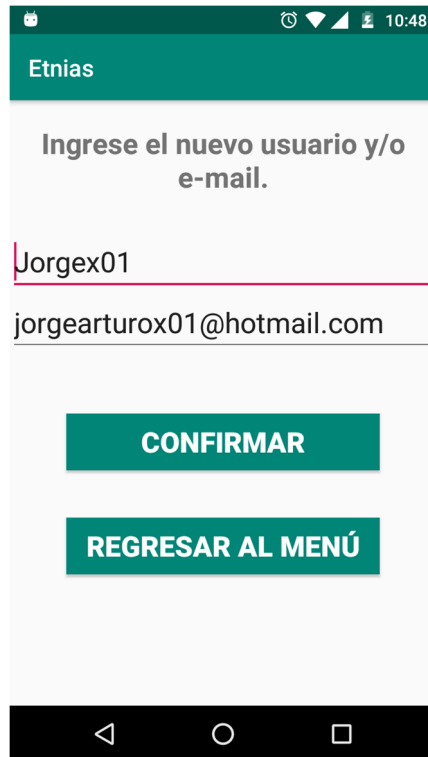 10:48
Etnias
Ingrese el nuevo usuario y/o
e-mail.
Jorgex01
jorgearturox01@hotmail.com
CONFIRMAR
REGRESAR AL MENÚ